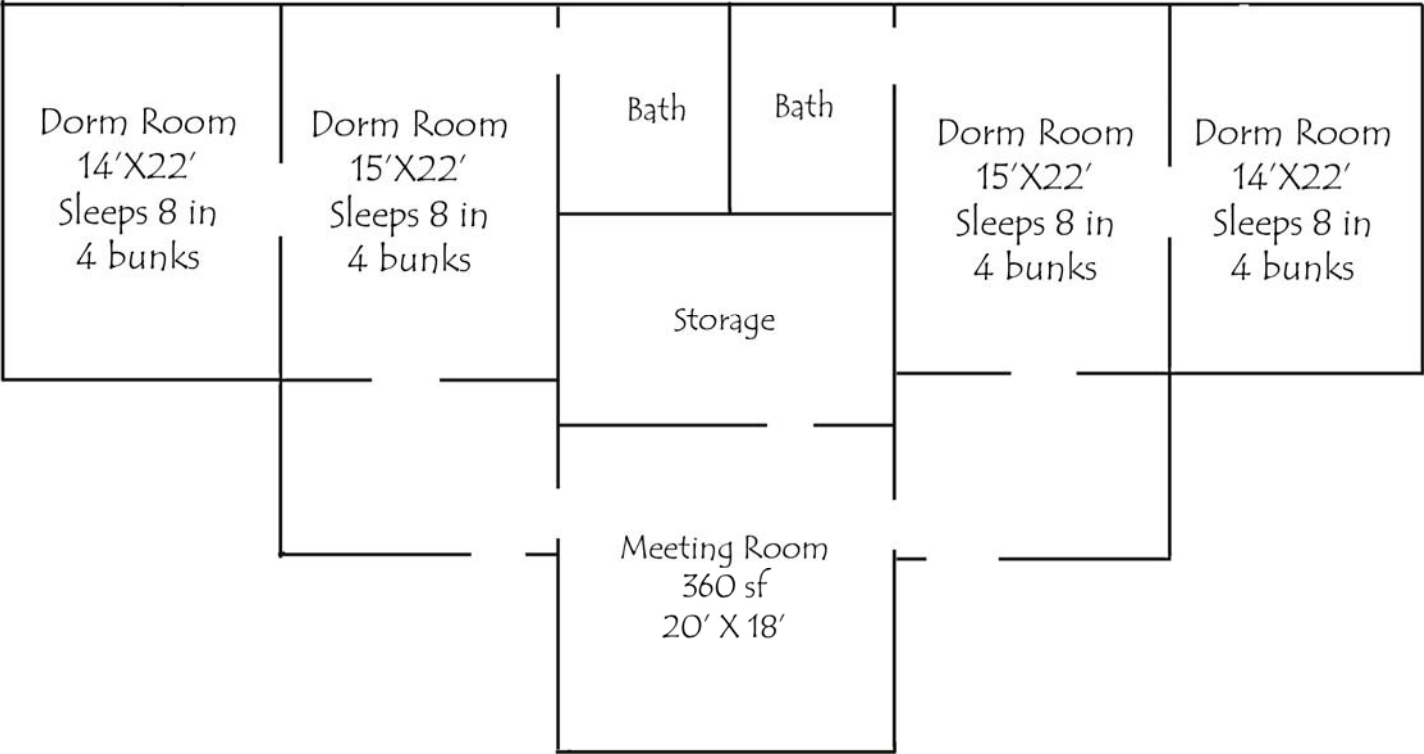 Dorm Room
14'X22'
Sleeps 8 in
4 bunks
Dorm Room
15'X22'
Sleeps 8 in
4 bunks
Bath
Bath
Storage
Meeting Room
360 sf
20' X 18'
Dorm Room
15'X22'
Sleeps 8 in
4 bunks
Dorm Room
14'X22'
Sleeps 8 in
4 bunks